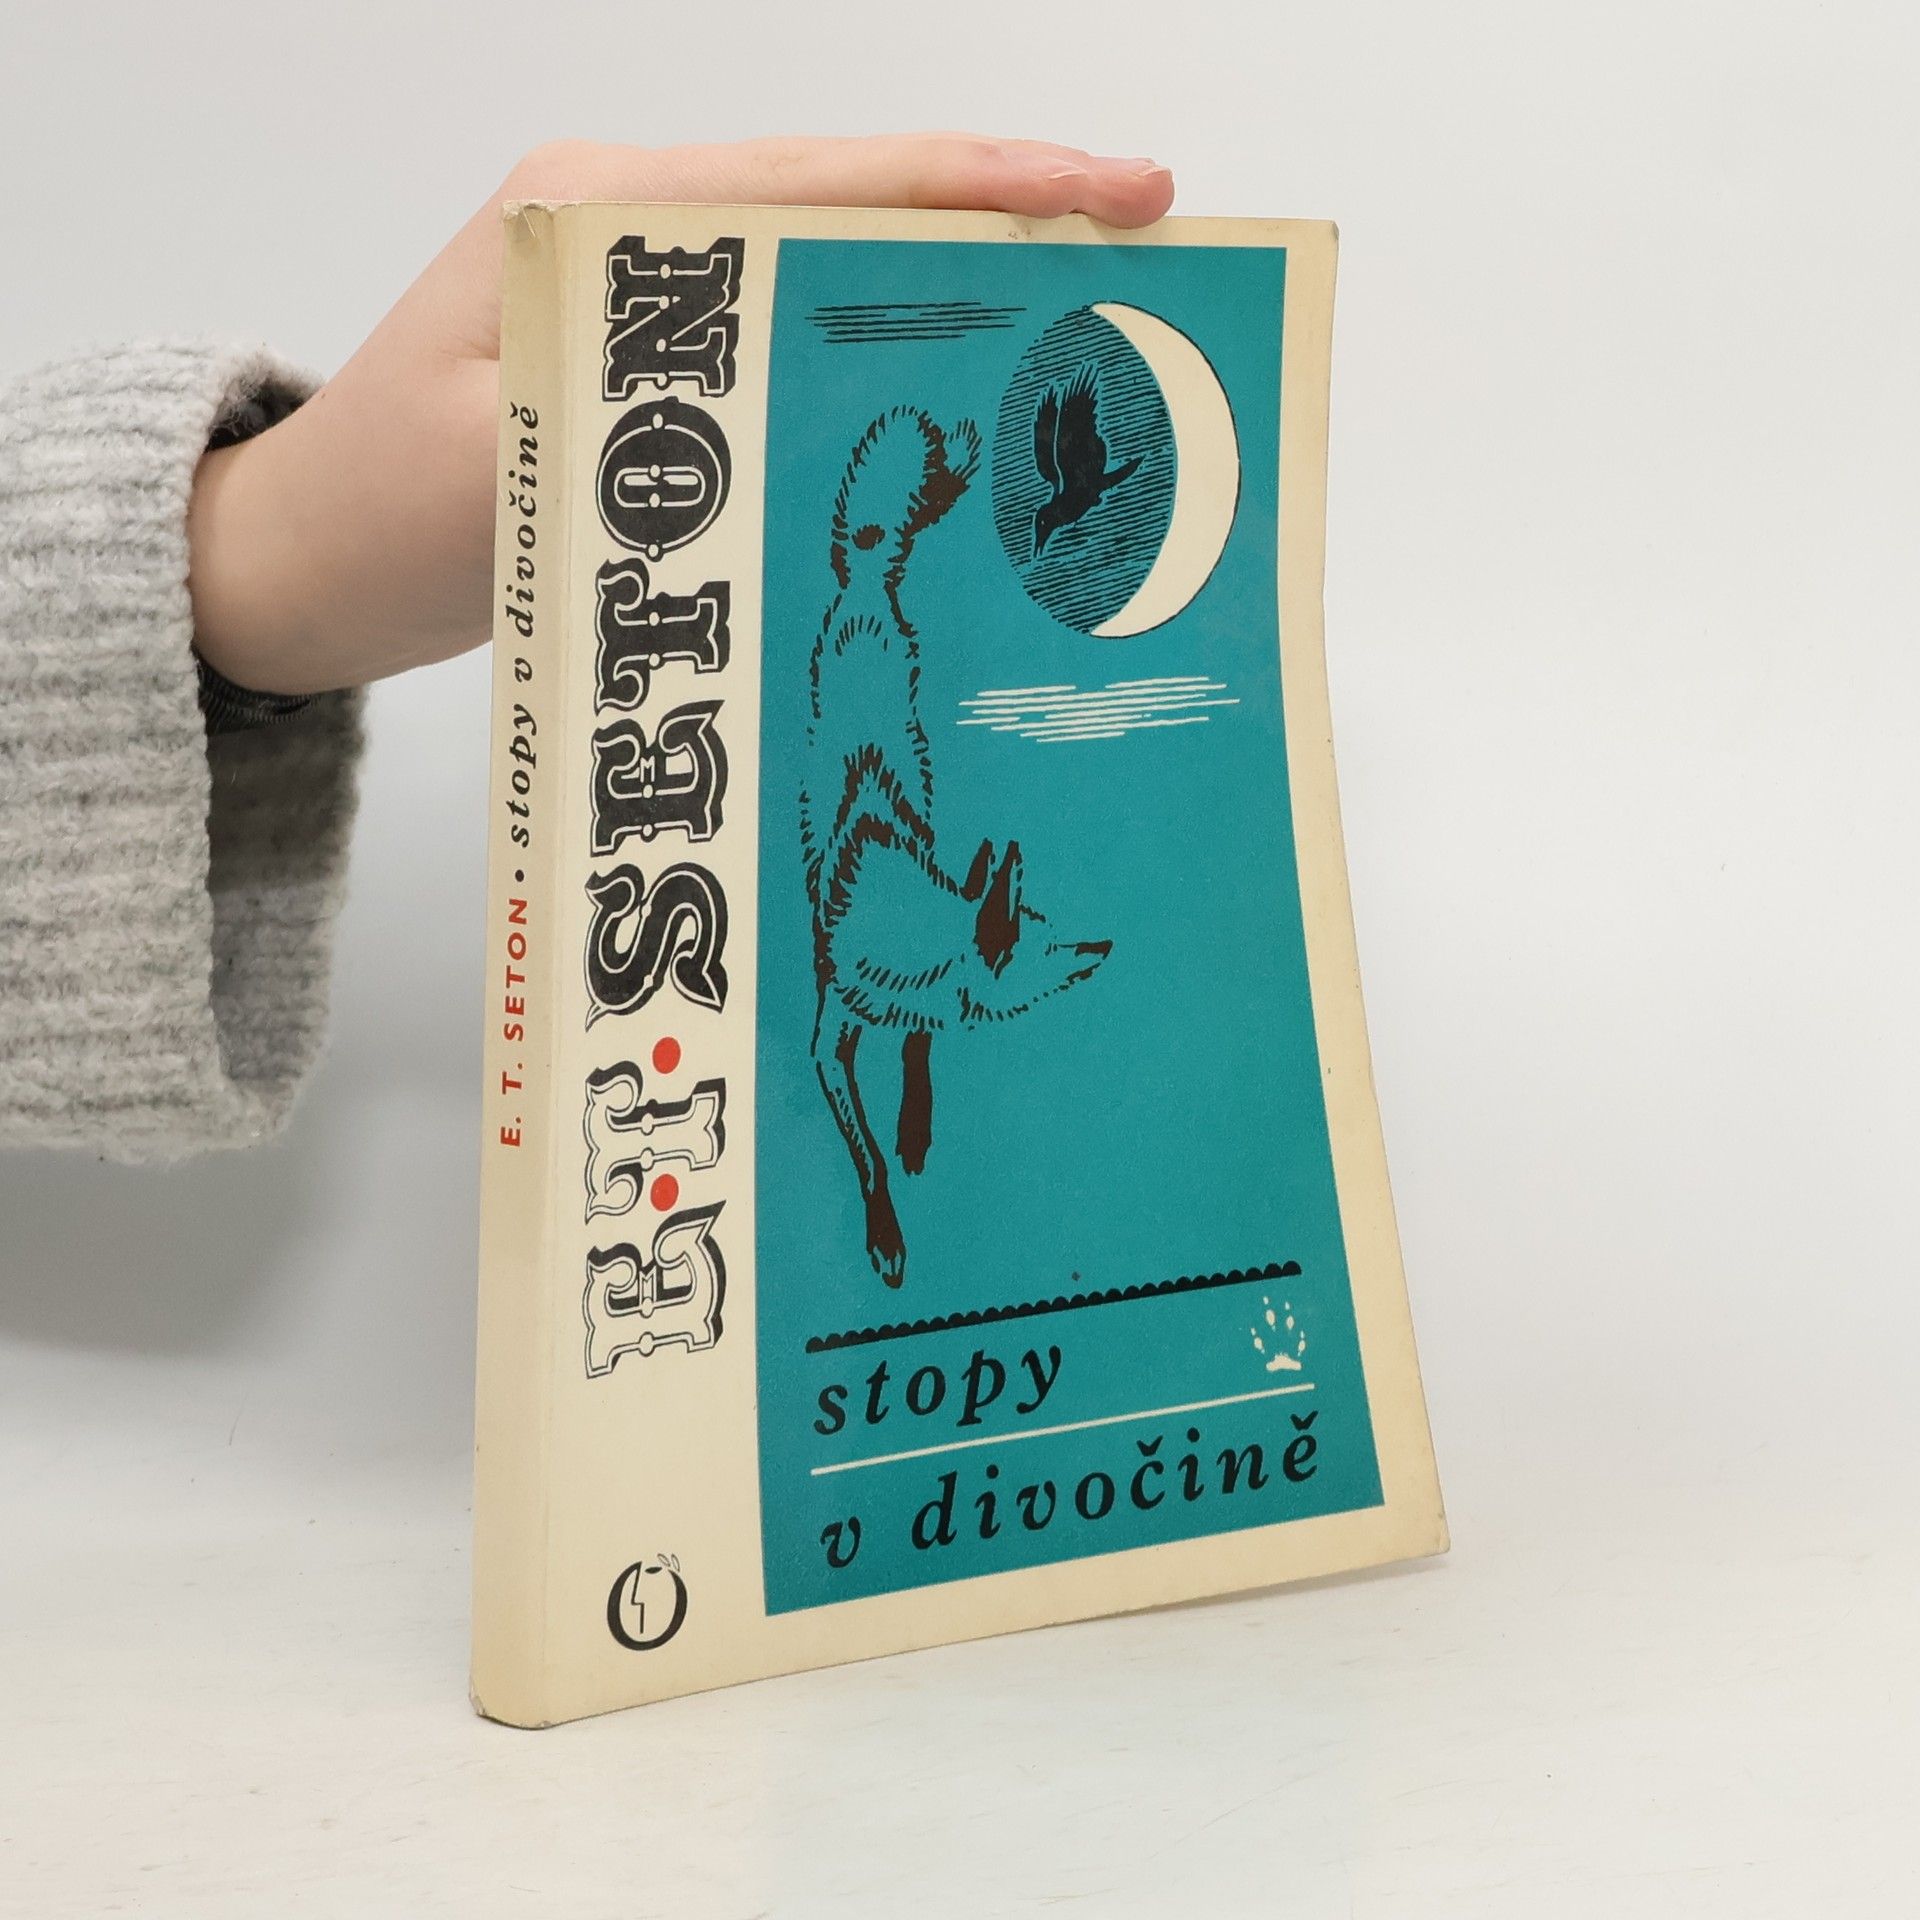 E. T. SETON • stopy v divočině
E.T. SETON
stopy
v divočině